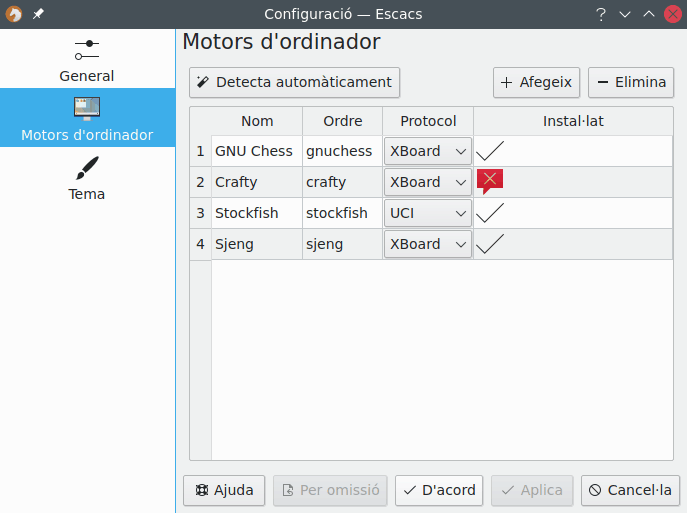 Configuració — Escacs
General
Motors d'ordinador
Tema
Motors d'ordinador
Detecta automàticament
Afegeix
Elimina
Nom Ordre Protocol Instal·lat
1 GNU Chess gnuchess XBoard
2 Crafty crafty XBoard
3 Stockfish stockfish UCI
4 Sjeng sjeng XBoard
Ajuda Per omissió D'acord Aplica Cancel·la